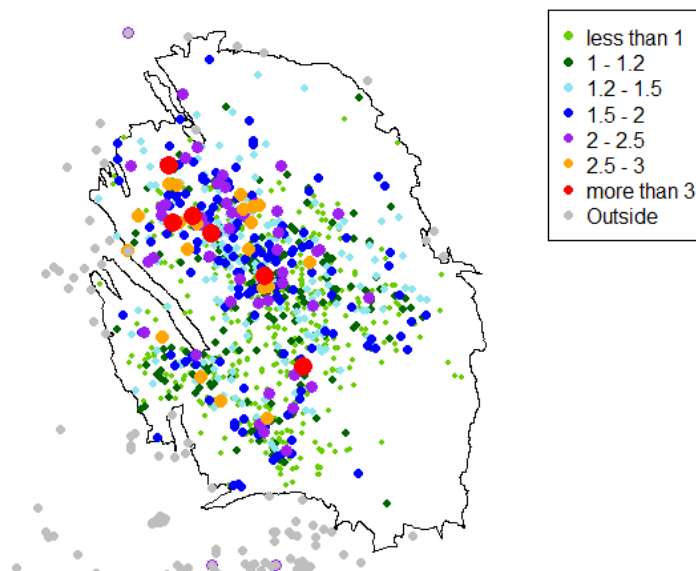 less than 1
1 - 1.2
1.2 - 1.5
1.5 - 2
2 - 2.5
2.5 - 3
more than 3
Outside